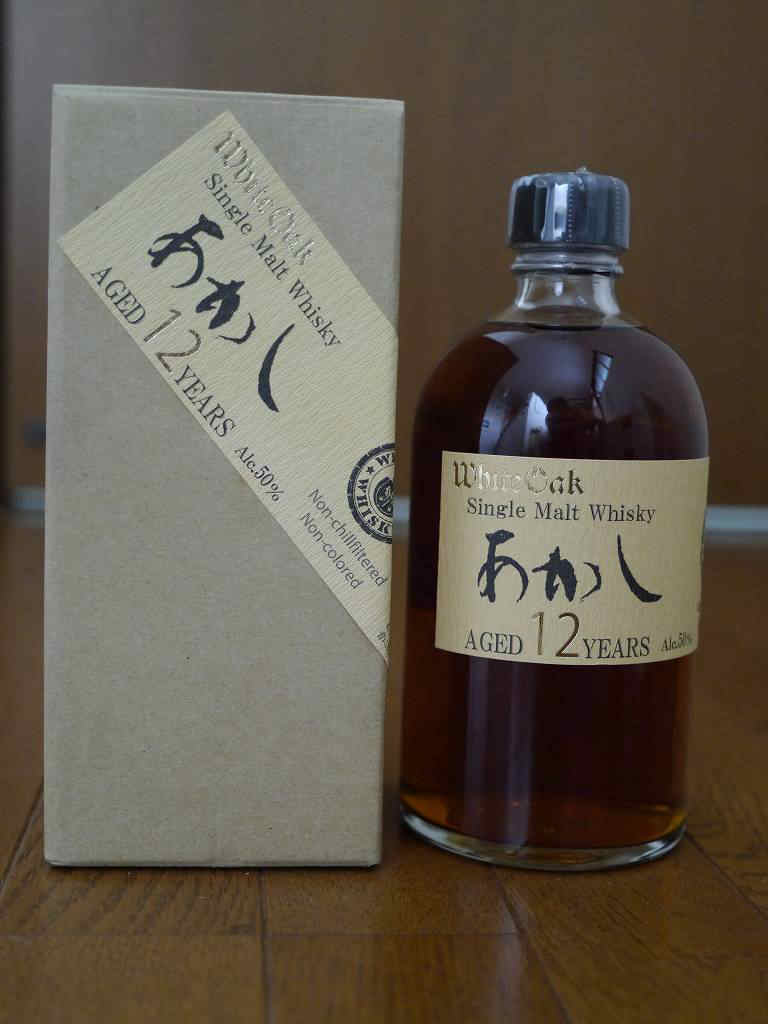 White Oak
Single Malt Whisky
あかし
AGED 12 YEARS Alc.50%
Non-chillfiltered
Non-colored
White Oak
Single Malt Whisky
あかし
AGED 12 YEARS Alc.50%